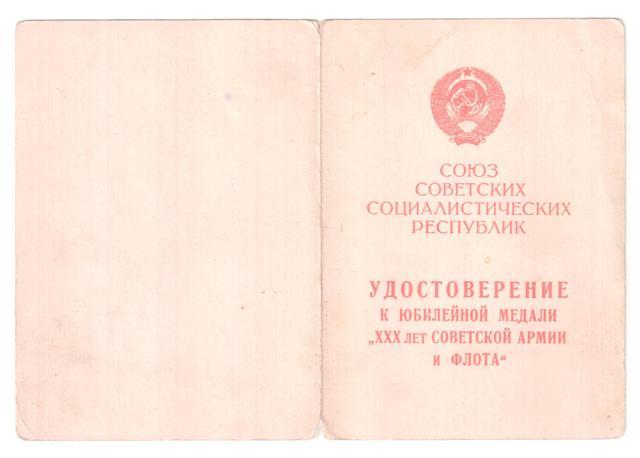 СОЮЗ
СОВЕТСКИХ
СОЦИАЛИСТИЧЕСКИХ
РЕСПУБЛИК
УДОСТОВЕРЕНИЕ
К ЮБИЛЕЙНОЙ МЕДАЛИ
„XXX ЛЕТ СОВЕТСКОЙ АРМИИ
И ФЛОТА“